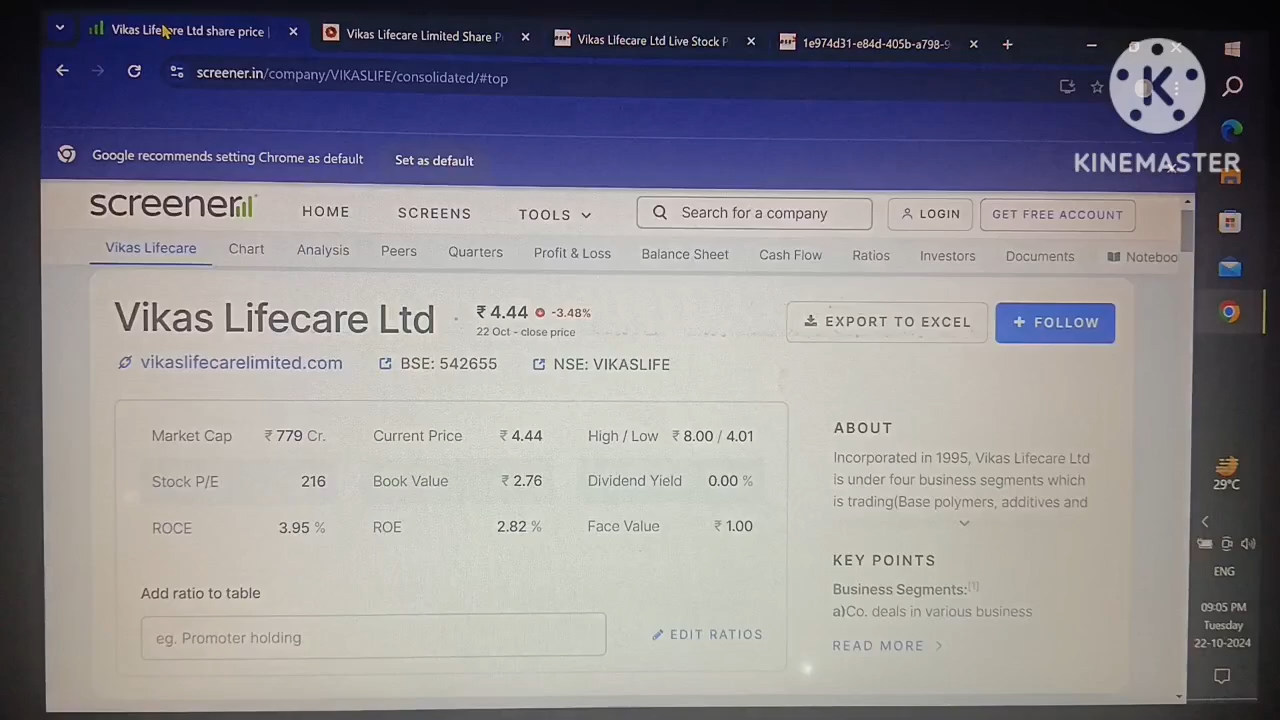 Vikas Lifecare Ltd share price |
Vikas Lifecare Limited Share P
Vikas Lifecare Ltd Live Stock P
1e974d31-e84d-405b-a798-9
screener.in/company/VIKASLIFE/consolidated/#top
KINEMASTER
Google recommends setting Chrome as default
Set as default
screener
HOME
SCREENS
TOOLS
Search for a company
LOGIN
GET FREE ACCOUNT
Vikas Lifecare
Chart
Analysis
Peers
Quarters
Profit & Loss
Balance Sheet
Cash Flow
Ratios
Investors
Documents
Noteboo
Vikas Lifecare Ltd
₹ 4.44 -3.48%
22 Oct - close price
EXPORT TO EXCEL
+ FOLLOW
vikaslifecarelimited.com
BSE: 542655
NSE: VIKASLIFE
Market Cap ₹ 779 Cr.
Current Price ₹ 4.44
High / Low ₹ 8.00 / 4.01
Stock P/E 216
Book Value ₹ 2.76
Dividend Yield 0.00 %
ROCE 3.95 %
ROE 2.82 %
Face Value ₹ 1.00
Add ratio to table
eg. Promoter holding
EDIT RATIOS
ABOUT
Incorporated in 1995, Vikas Lifecare Ltd
is under four business segments which
is trading(Base polymers, additives and
KEY POINTS
Business Segments:[1]
a)Co. deals in various business
READ MORE
29°C
ENG
09:05 PM
Tuesday
22-10-2024